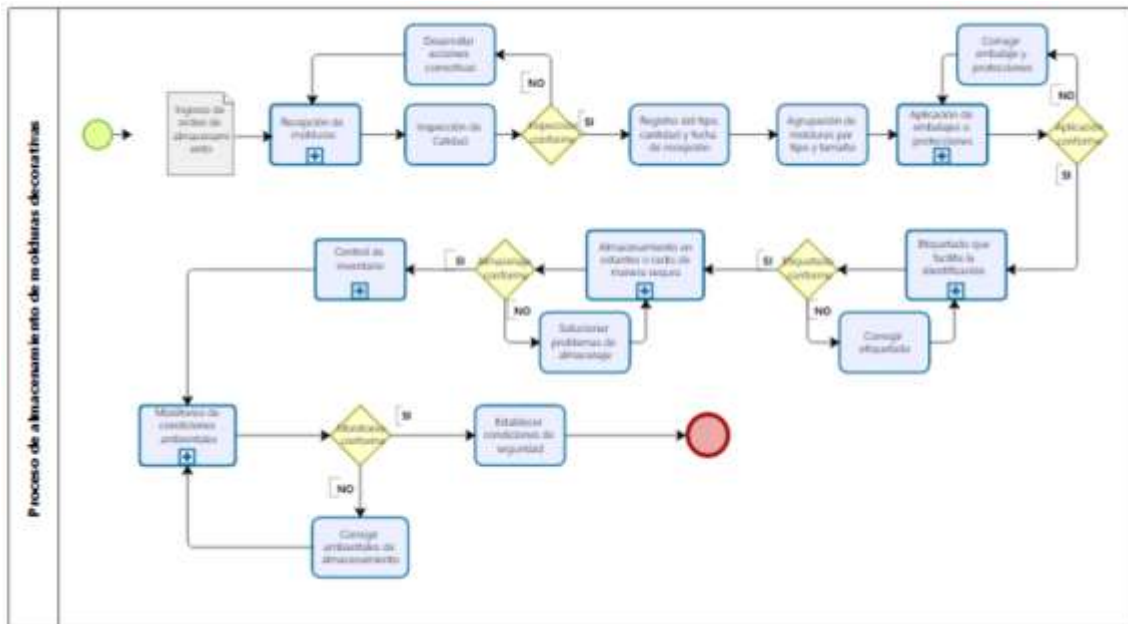 Proceso de almacenamiento de molduras decorativas
Desarrollar
acciones
correctivas
NO
Corregir
embalaje y
protecciones
NO
Ingreso de
orden de
almacenami
ento
Recepción de
molduras
Inspección de
Calidad
Inspección
conforme
SI
Registro del tipo,
cantidad y fecha
de recepción
Agrupación de
molduras por
tipo y tamaño
Aplicación de
embalajes o
protecciones
Aplicación
conforme
SI
Control de
inventario
SI
Almacenaje
conforme
NO
Almacenamiento en
estantes o racks de
manera segura
SI
Etiquetado
conforme
NO
Etiquetado que
facilita la
identificación
Solucionar
problemas de
almacenaje
Corregir
etiquetado
Monitoreo de
condiciones
ambientales
Monitoreo
conforme
SI
Establecer
condiciones de
seguridad
NO
Corregir
ambientales de
almacenamiento